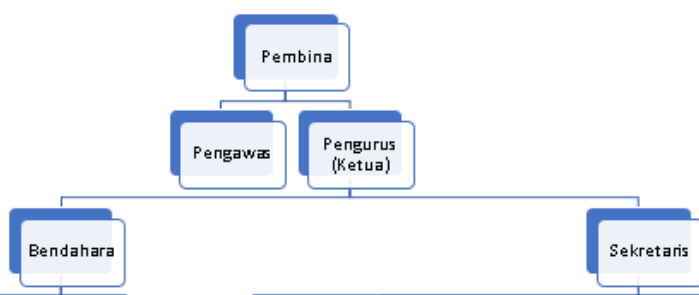 Pembina
Pengawas
Pengurus
(Ketua)
Bendahara
Sekretaris